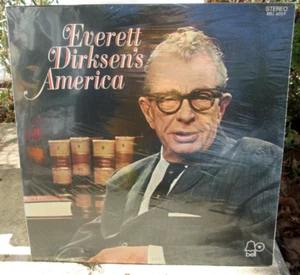 Everett
Dirksen's
America
STEREO
bell